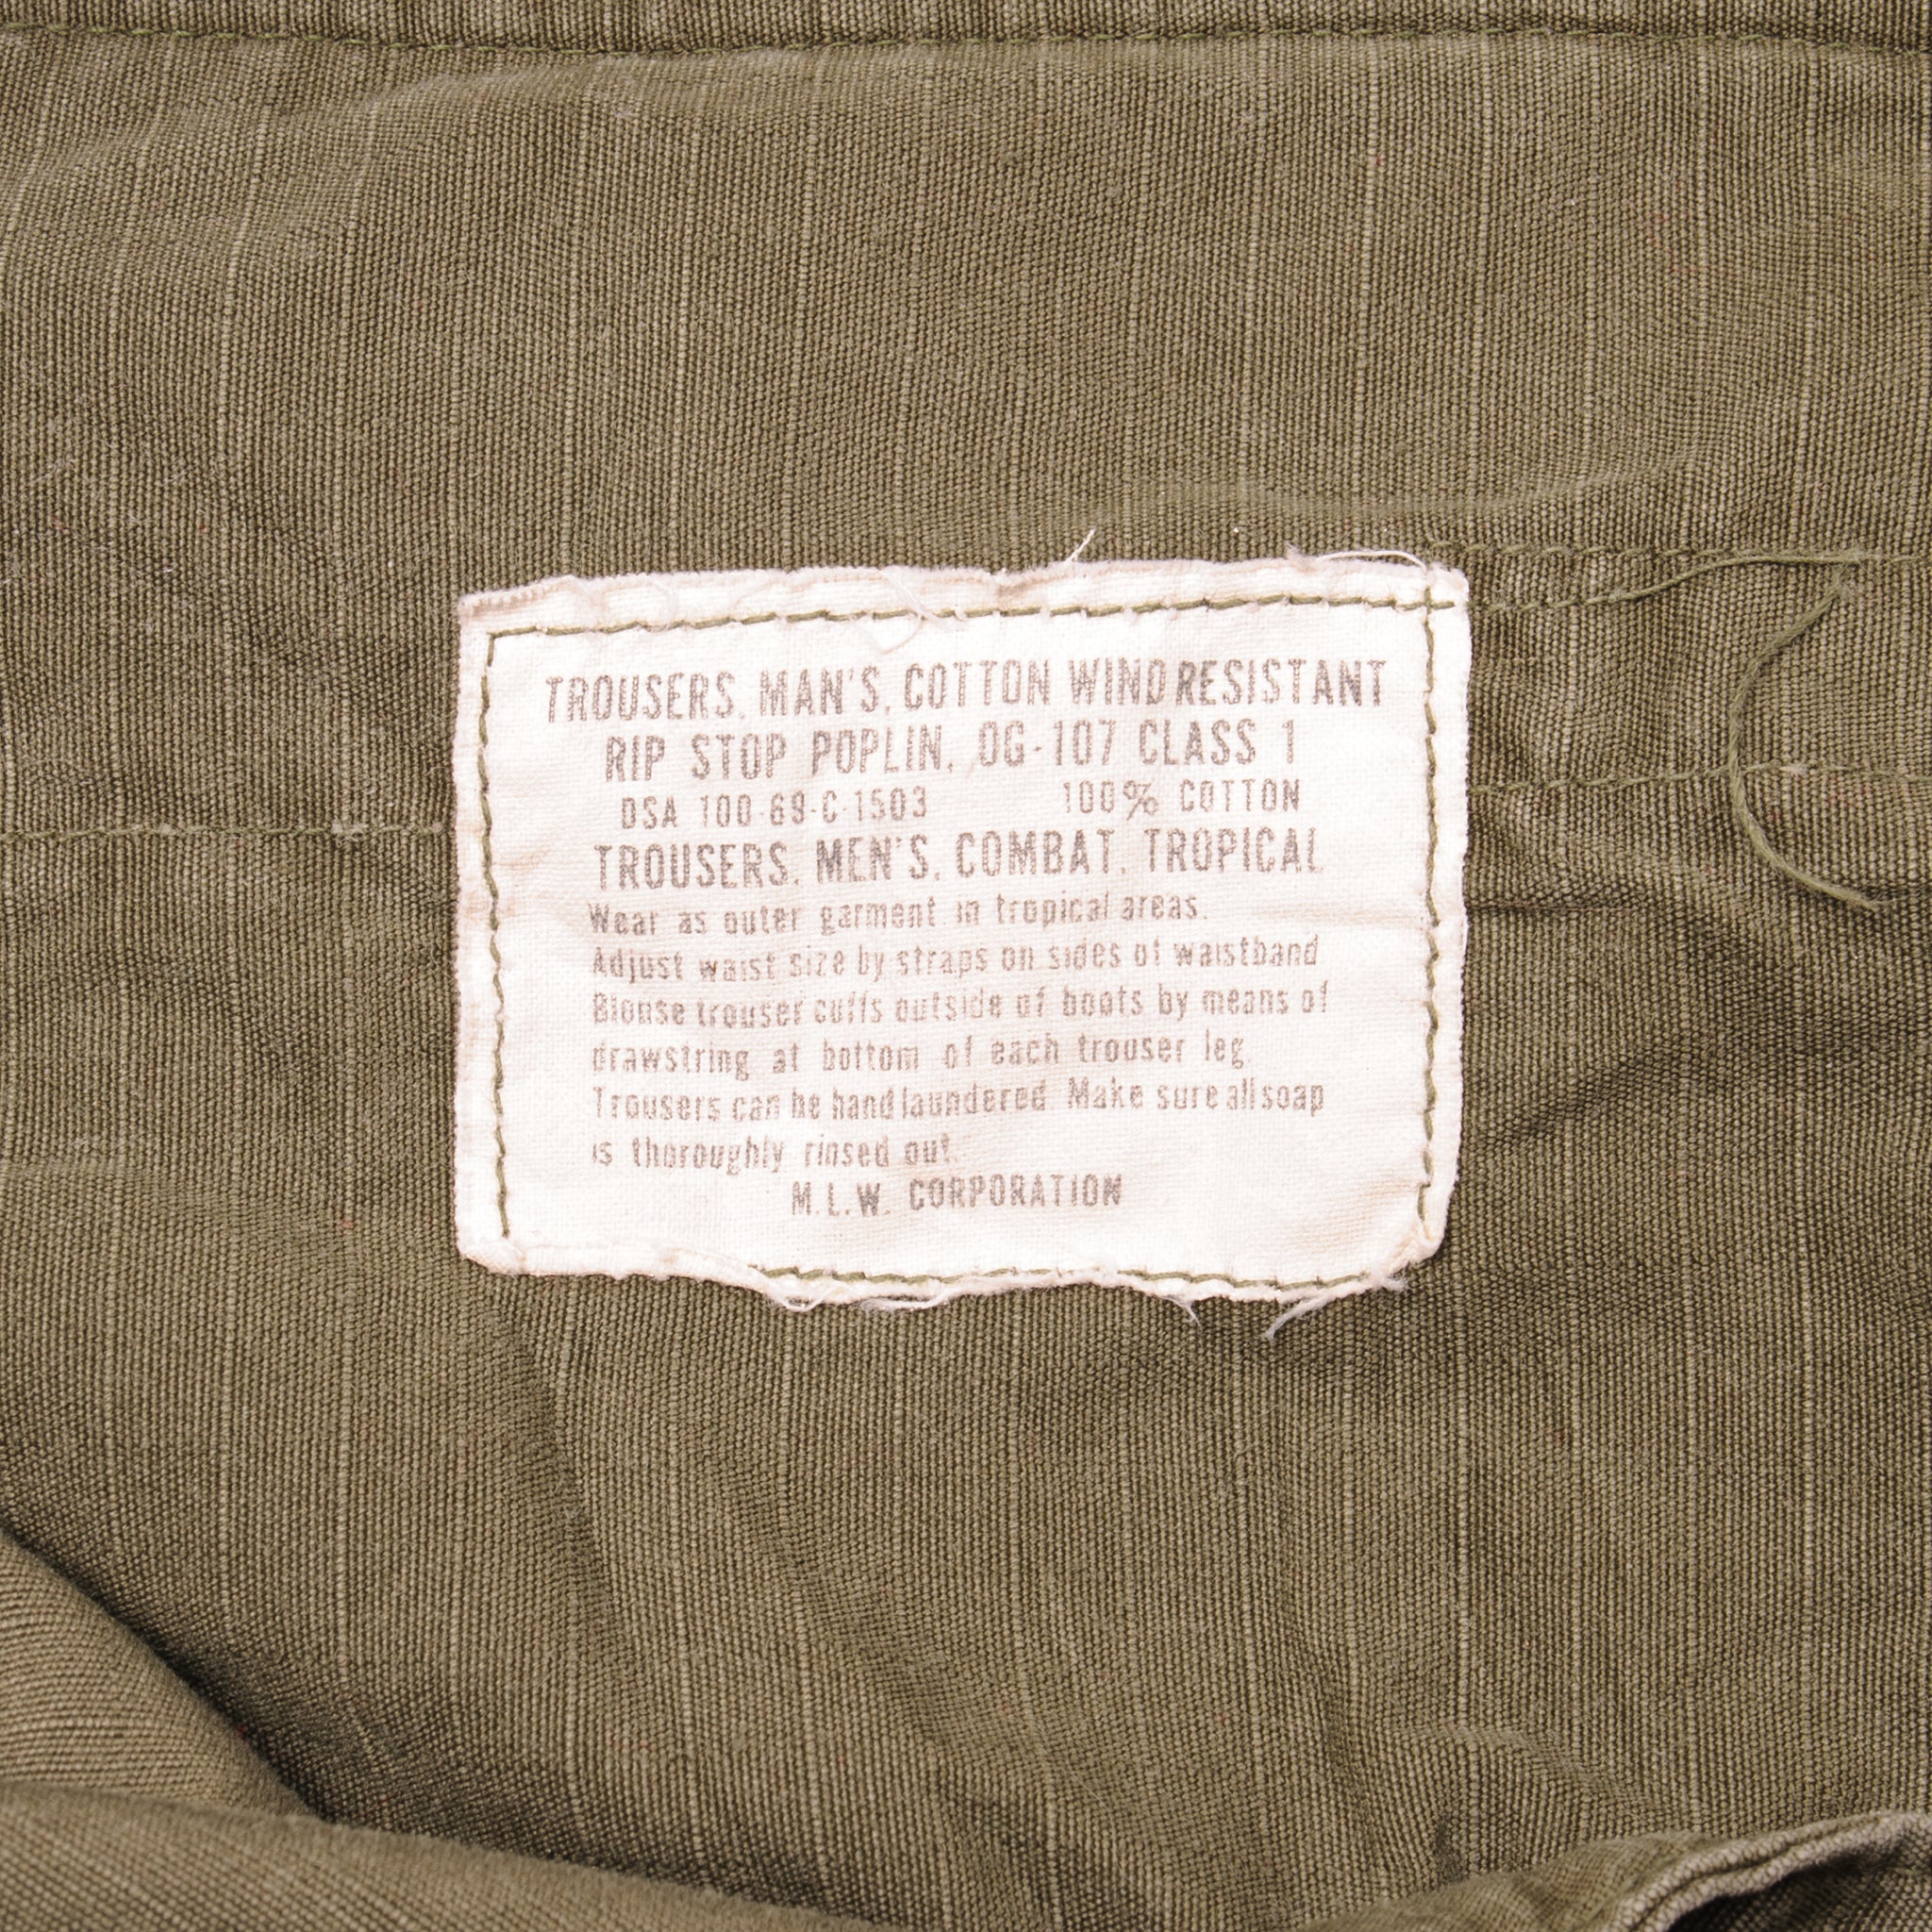 TROUSERS, MAN'S, COTTON WIND RESISTANT
RIP STOP POPLIN, OG-107 CLASS 1
DSA 100-69-C-1503 100% COTTON
TROUSERS, MEN'S, COMBAT, TROPICAL
Wear as outer garment in tropical areas.
Adjust waist size by straps on sides of waistband
Blouse trouser cuffs outside of boots by means of
drawstring at bottom of each trouser leg.
Trousers can be hand laundered. Make sure all soap
is thoroughly rinsed out.
M.L.W. CORPORATION